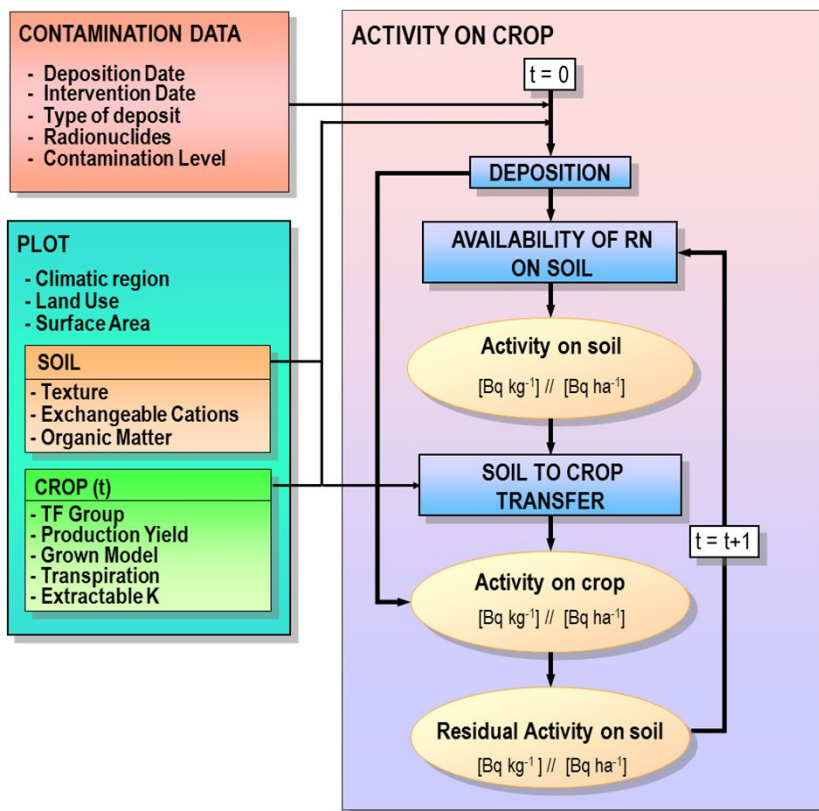 CONTAMINATION DATA
- Deposition Date
- Intervention Date
- Type of deposit
- Radionuclides
- Contamination Level
PLOT
- Climatic region
- Land Use
- Surface Area
SOIL
- Texture
- Exchangeable Cations
- Organic Matter
CROP (t)
- TF Group
- Production Yield
- Grown Model
- Transpiration
- Extractable K
ACTIVITY ON CROP
t = 0
DEPOSITION
AVAILABILITY OF RN
ON SOIL
Activity on soil
[Bq kg⁻¹] // [Bq ha⁻¹]
SOIL TO CROP
TRANSFER
t = t+1
Activity on crop
[Bq kg⁻¹] // [Bq ha⁻¹]
Residual Activity on soil
[Bq kg⁻¹] // [Bq ha⁻¹]